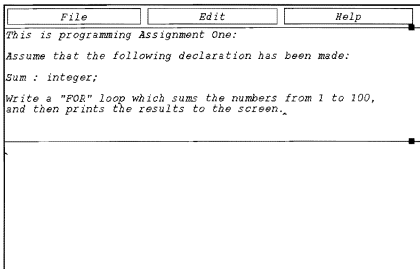 File Edit Help
This is programming Assignment One:
Assume that the following declaration has been made:
Sum : integer;
Write a "FOR" loop which sums the numbers from 1 to 100,
and then prints the results to the screen.